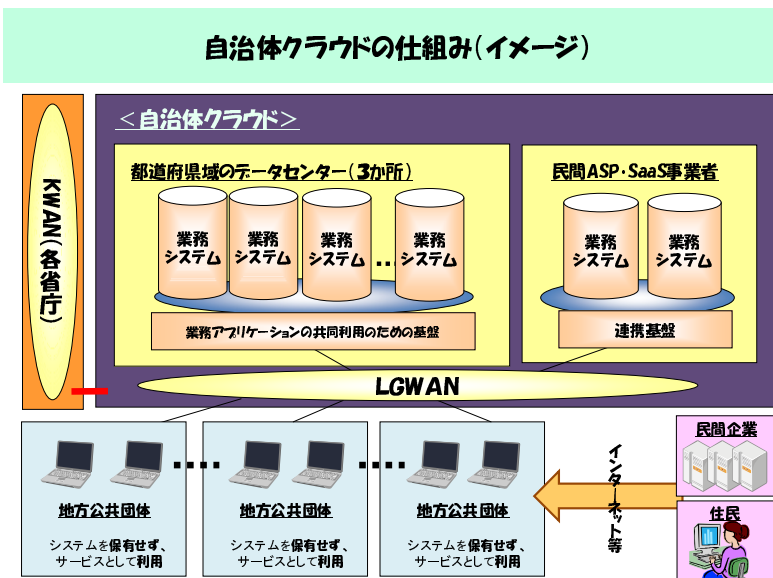 自治体クラウドの仕組み(イメージ)
＜自治体クラウド＞
KWAN(各省庁)
都道府県域のデータセンター(3か所)
業務
システム
業務
システム
業務
システム
…
業務
システム
業務アプリケーションの共同利用のための基盤
民間ASP・SaaS事業者
業務
システム
業務
システム
連携基盤
LGWAN
地方公共団体
システムを保有せず、
サービスとして利用
地方公共団体
システムを保有せず、
サービスとして利用
地方公共団体
システムを保有せず、
サービスとして利用
インターネット等
民間企業
住民